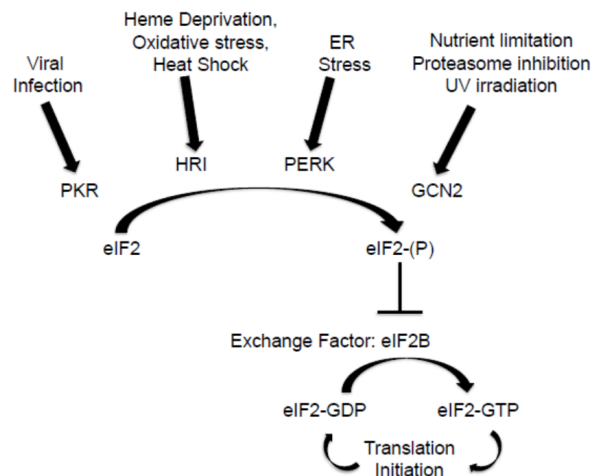 Viral
Infection
Heme Deprivation,
Oxidative stress,
Heat Shock
ER
Stress
Nutrient limitation
Proteasome inhibition
UV irradiation
PKR
HRI
PERK
GCN2
eIF2
eIF2-(P)
Exchange Factor: eIF2B
eIF2-GDP
eIF2-GTP
Translation
Initiation